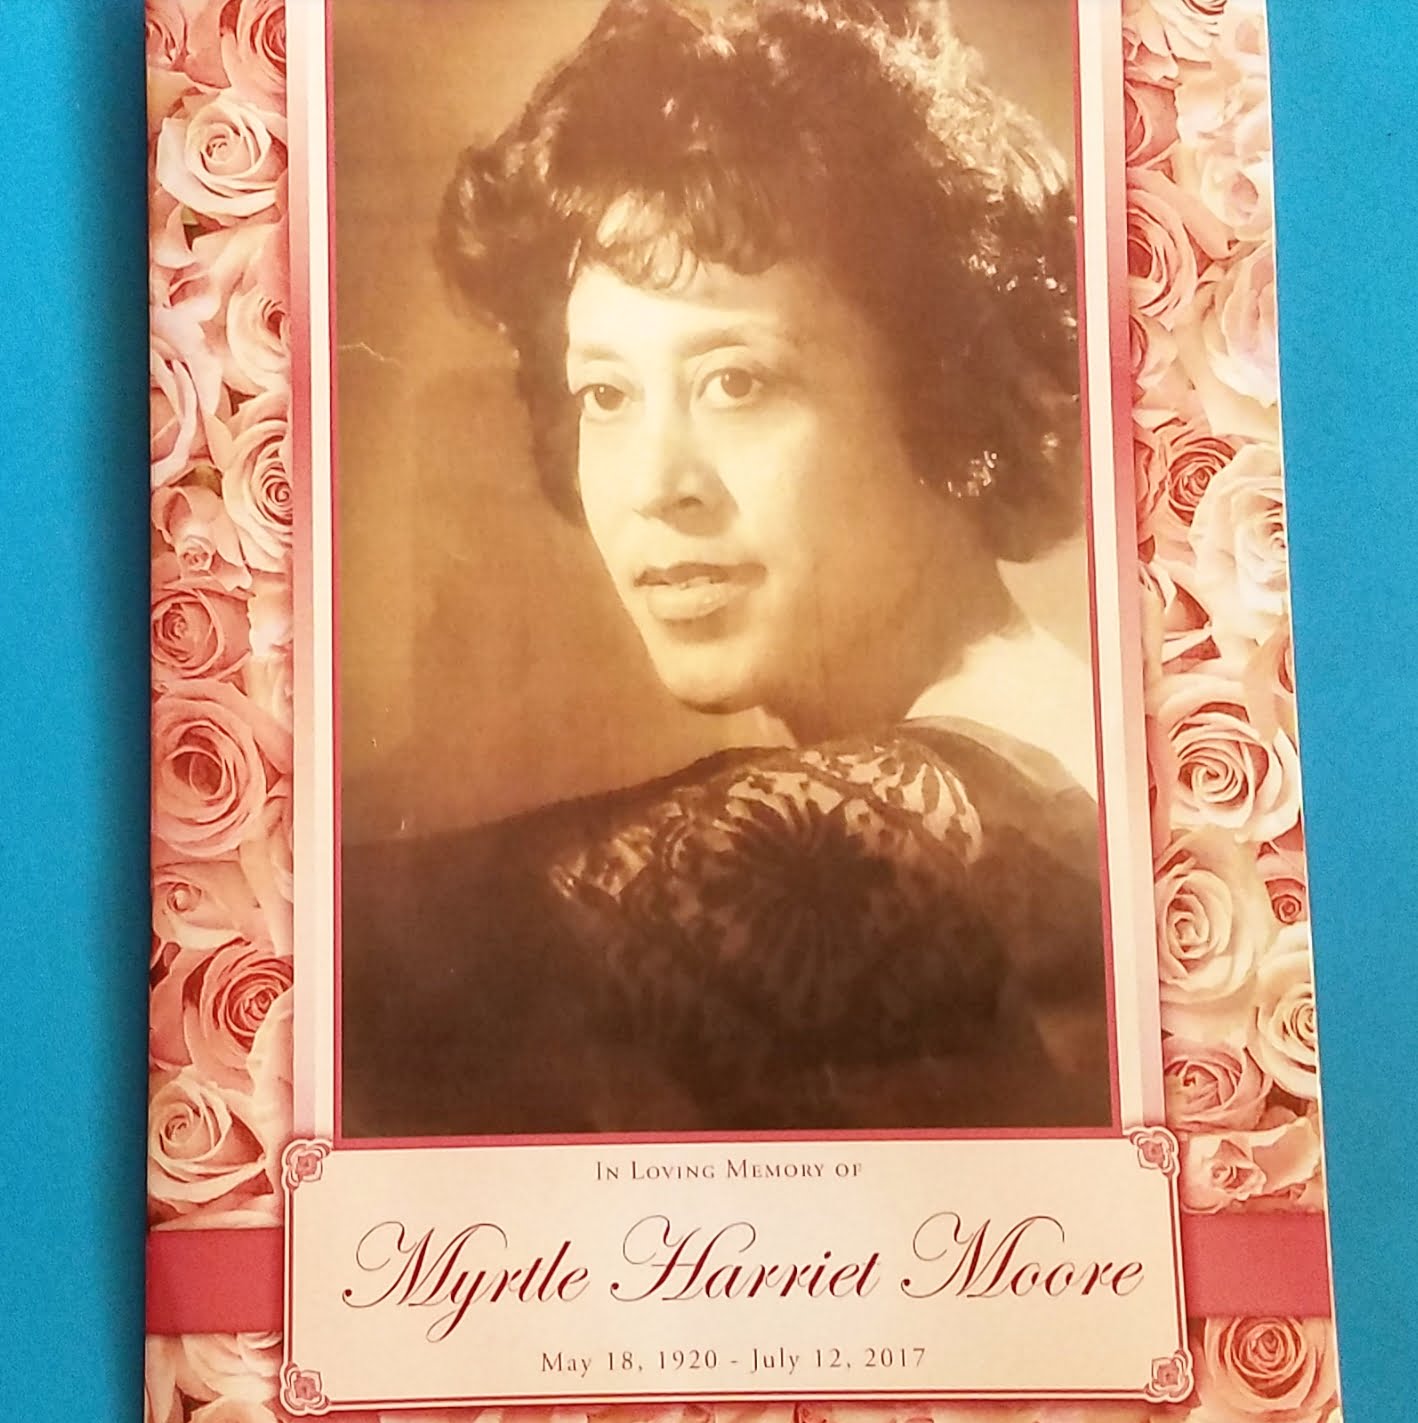 In Loving Memory of
Myrtle Harriet Moore
May 18, 1920 - July 12, 2017